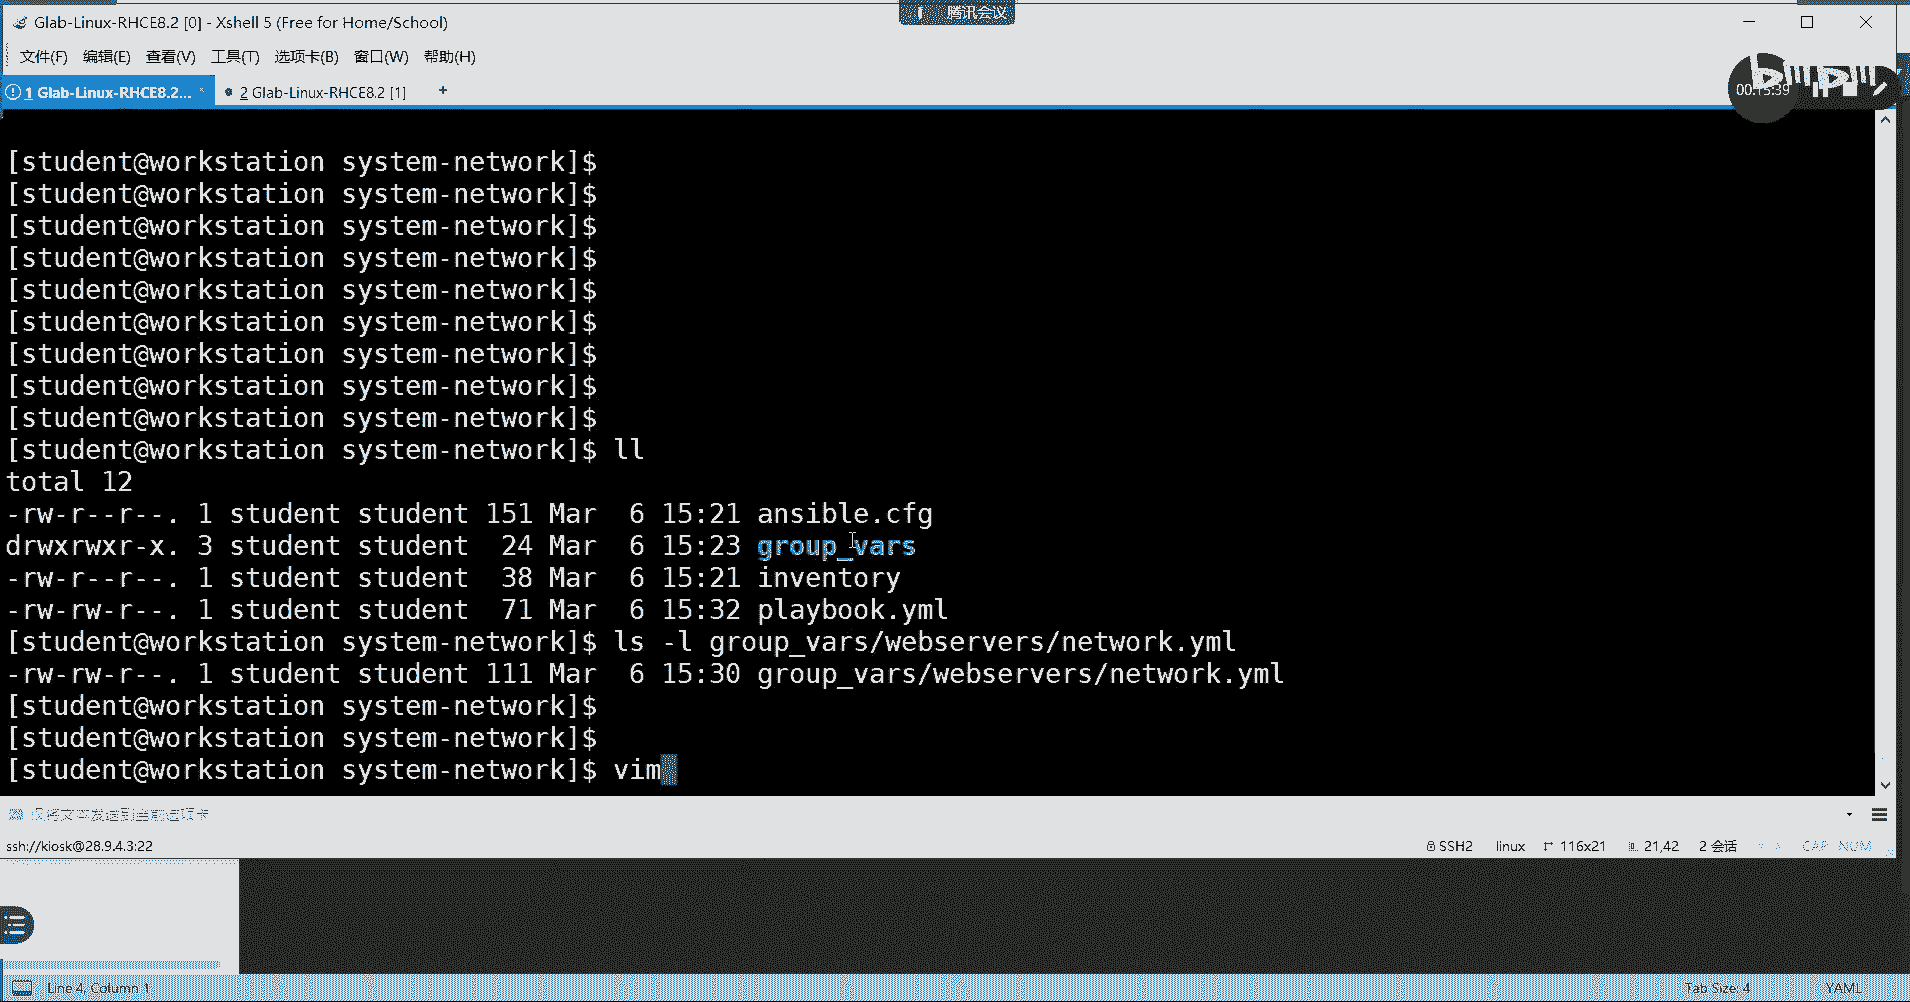 Glab-Linux-RHCE8.2 [0] - Xshell 5 (Free for Home/School)
腾讯会议
文件(F) 编辑(E) 查看(V) 工具(T) 选项卡(B) 窗口(W) 帮助(H)
1 Glab-Linux-RHCE8.2... × 2 Glab-Linux-RHCE8.2 [1] +
00:15:39
[student@workstation system-network]$
[student@workstation system-network]$
[student@workstation system-network]$
[student@workstation system-network]$
[student@workstation system-network]$
[student@workstation system-network]$
[student@workstation system-network]$
[student@workstation system-network]$
[student@workstation system-network]$
[student@workstation system-network]$ ll
total 12
-rw-r--r--. 1 student student 151 Mar  6 15:21 ansible.cfg
drwxrwxr-x. 3 student student  24 Mar  6 15:23 group_vars
-rw-r--r--. 1 student student  38 Mar  6 15:21 inventory
-rw-rw-r--. 1 student student  71 Mar  6 15:32 playbook.yml
[student@workstation system-network]$ ls -l group_vars/webservers/network.yml
-rw-rw-r--. 1 student student 111 Mar  6 15:30 group_vars/webservers/network.yml
[student@workstation system-network]$
[student@workstation system-network]$
[student@workstation system-network]$ vim
仅将文本发送到当前选项卡
ssh://kiosk@28.9.4.3:22 SSH2 linux 116x21 21,42 2 会话 CAP NUM
Line 4, Column 1 Tab Size: 4 YAML